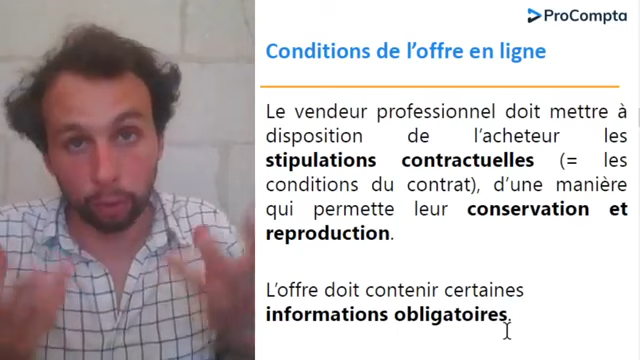 ProCompta
Conditions de l'offre en ligne
Le vendeur professionnel doit mettre à
disposition de l'acheteur les
stipulations contractuelles (= les
conditions du contrat), d'une manière
qui permette leur conservation et
reproduction.
L'offre doit contenir certaines
informations obligatoires.